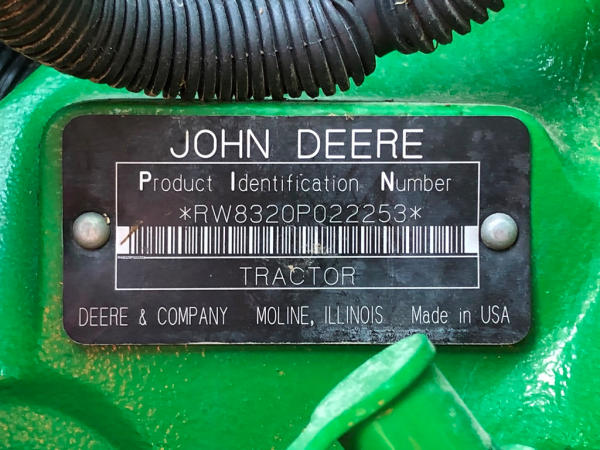 JOHN DEERE
Product Identification Number
*RW8320P022253*
TRACTOR
DEERE & COMPANY MOLINE, ILLINOIS Made in USA